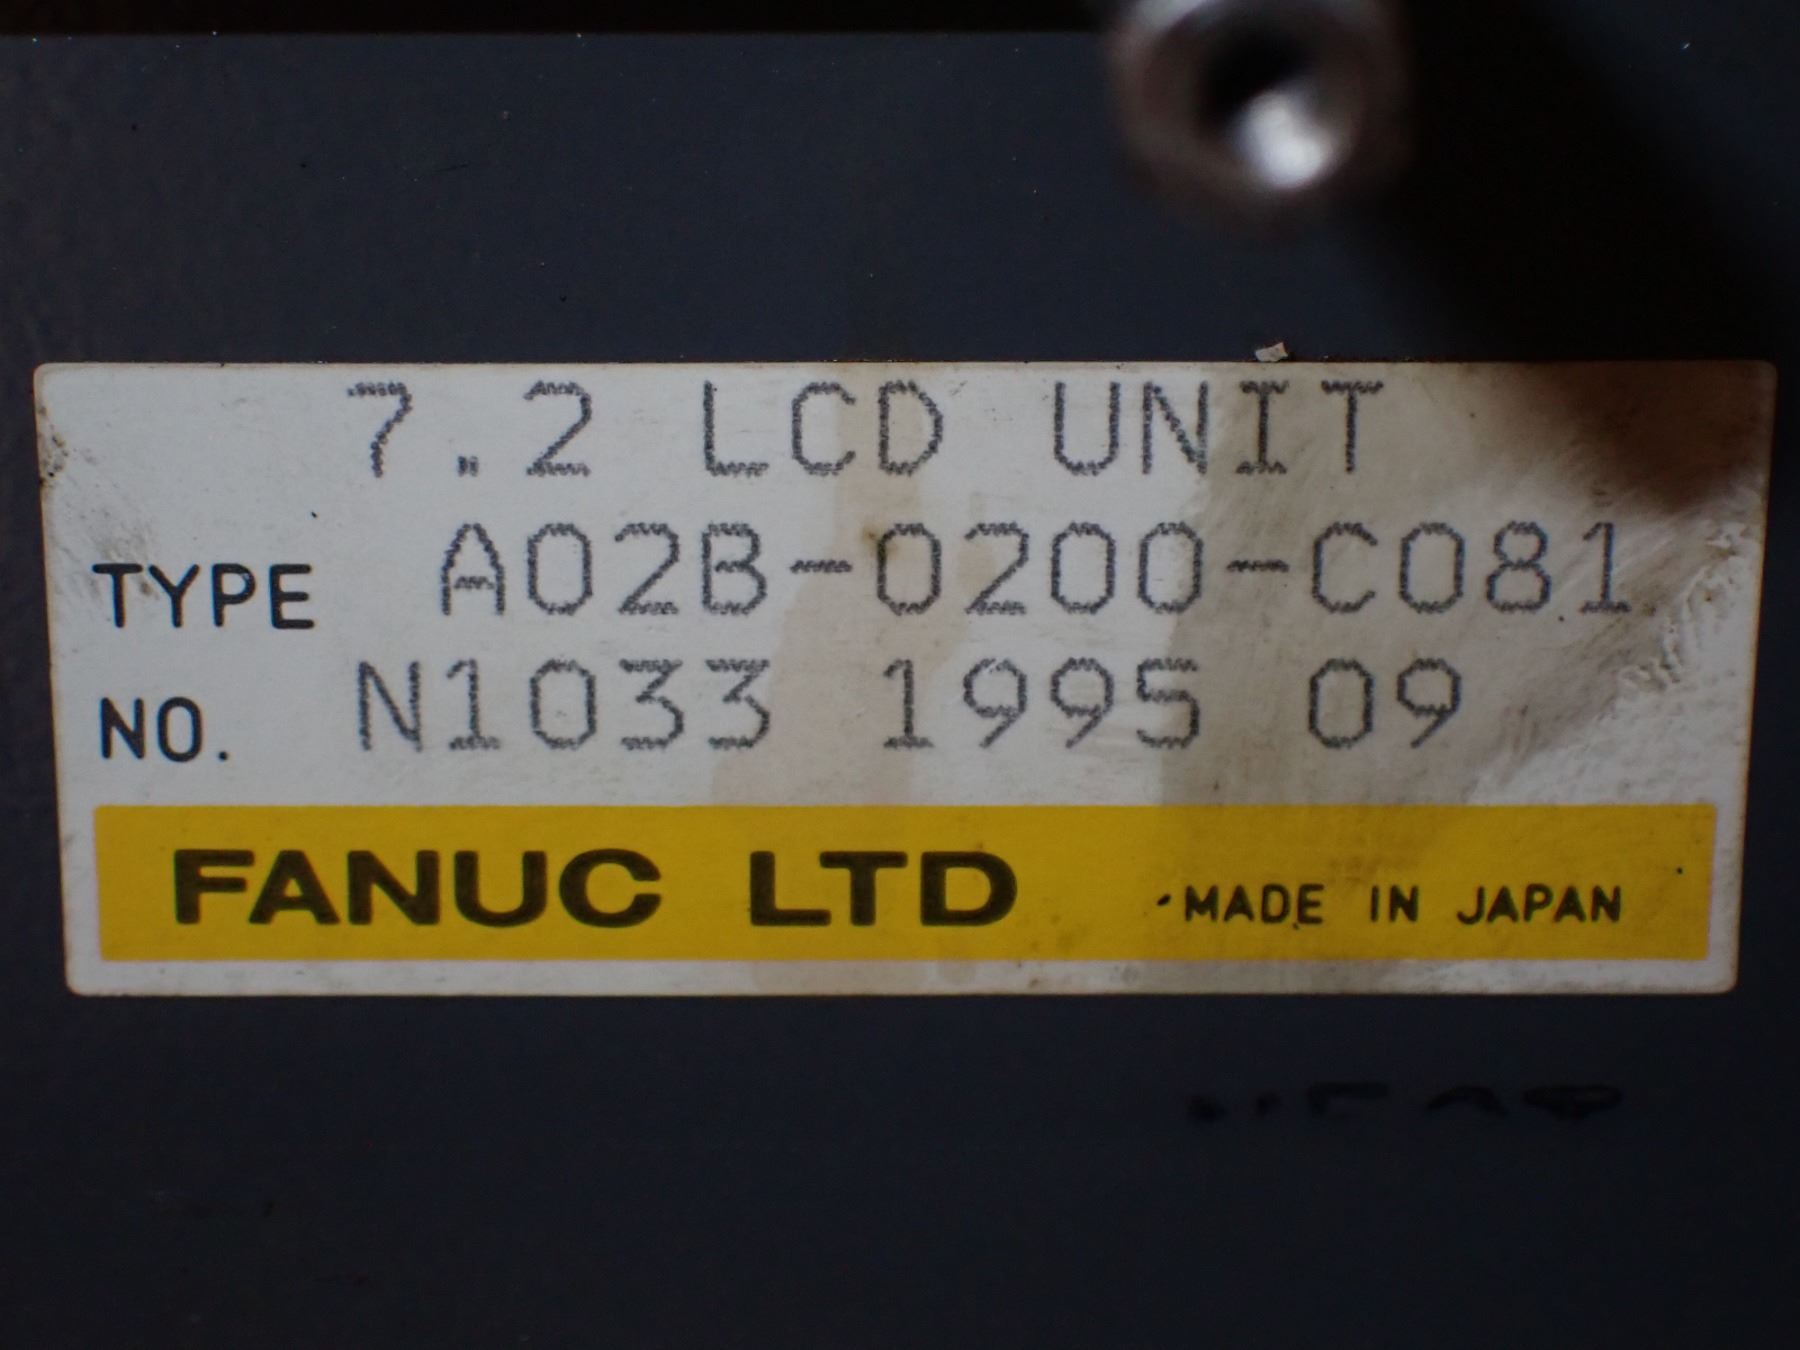 7.2 LCD UNIT
TYPE A02B-0200-C081
NO. N1033 1995 09
FANUC LTD MADE IN JAPAN